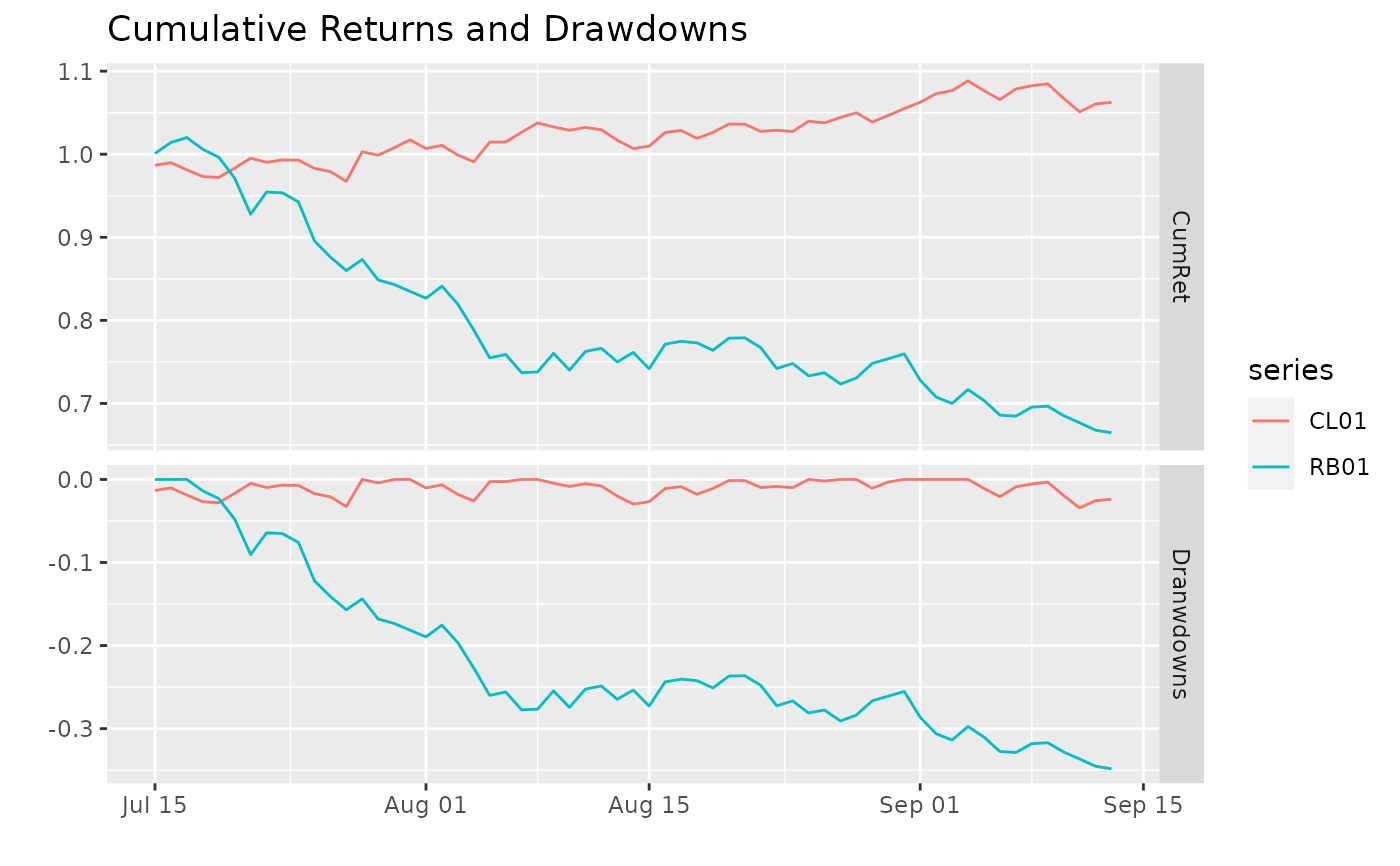 Cumulative Returns and Drawdowns
1.1
1.0
0.9
0.8
0.7
CumRet
0.0
-0.1
-0.2
-0.3
Dranwdowns
Jul 15
Aug 01
Aug 15
Sep 01
Sep 15
series
CL01
RB01